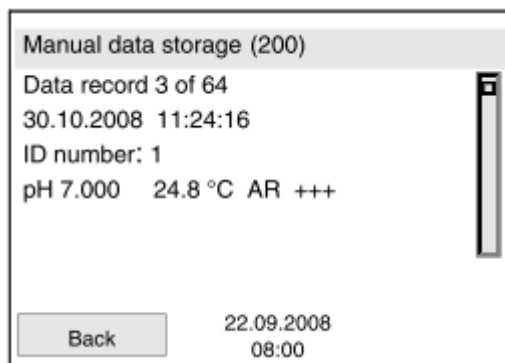 Manual data storage (200)
Data record 3 of 64
30.10.2008 11:24:16
ID number: 1
pH 7.000 24.8 °C AR +++
Back
22.09.2008
08:00